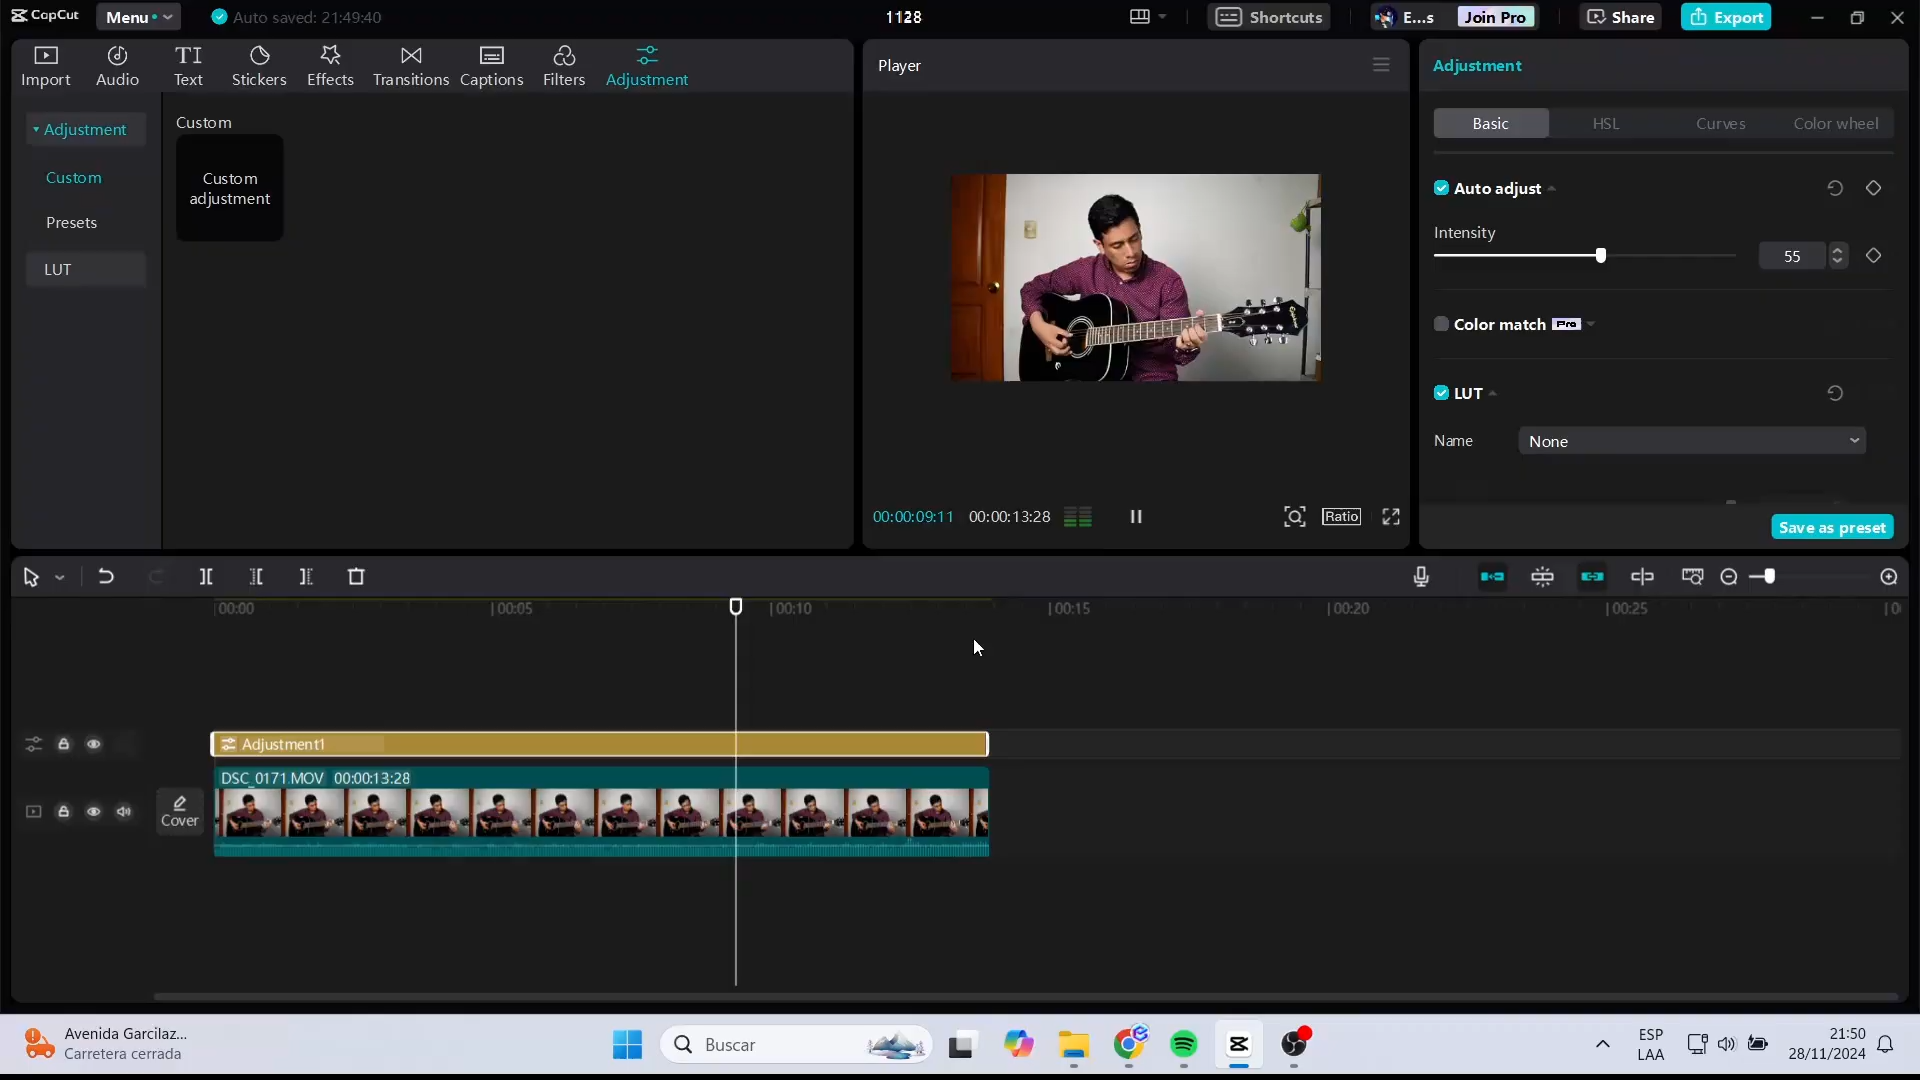 CapCut
Menu
Auto saved: 21:49:40
1128
Shortcuts
E...s
Join Pro
Share
Export
Import
Audio
Text
Stickers
Effects
Transitions
Captions
Filters
Adjustment
Adjustment
Custom
Presets
LUT
Custom
Custom
adjustment
Player
00:00:09:11
00:00:13:28
Ratio
Adjustment
Basic
HSL
Curves
Color wheel
Auto adjust
Intensity
55
Color match Pro
LUT
Name
None
Save as preset
00:00
00:05
00:10
00:15
00:20
00:25
Adjustment1
DSC_0171.MOV 00:00:13:28
Cover
Avenida Garcilaz...
Carretera cerrada
Buscar
ESP
LAA
21:50
28/11/2024